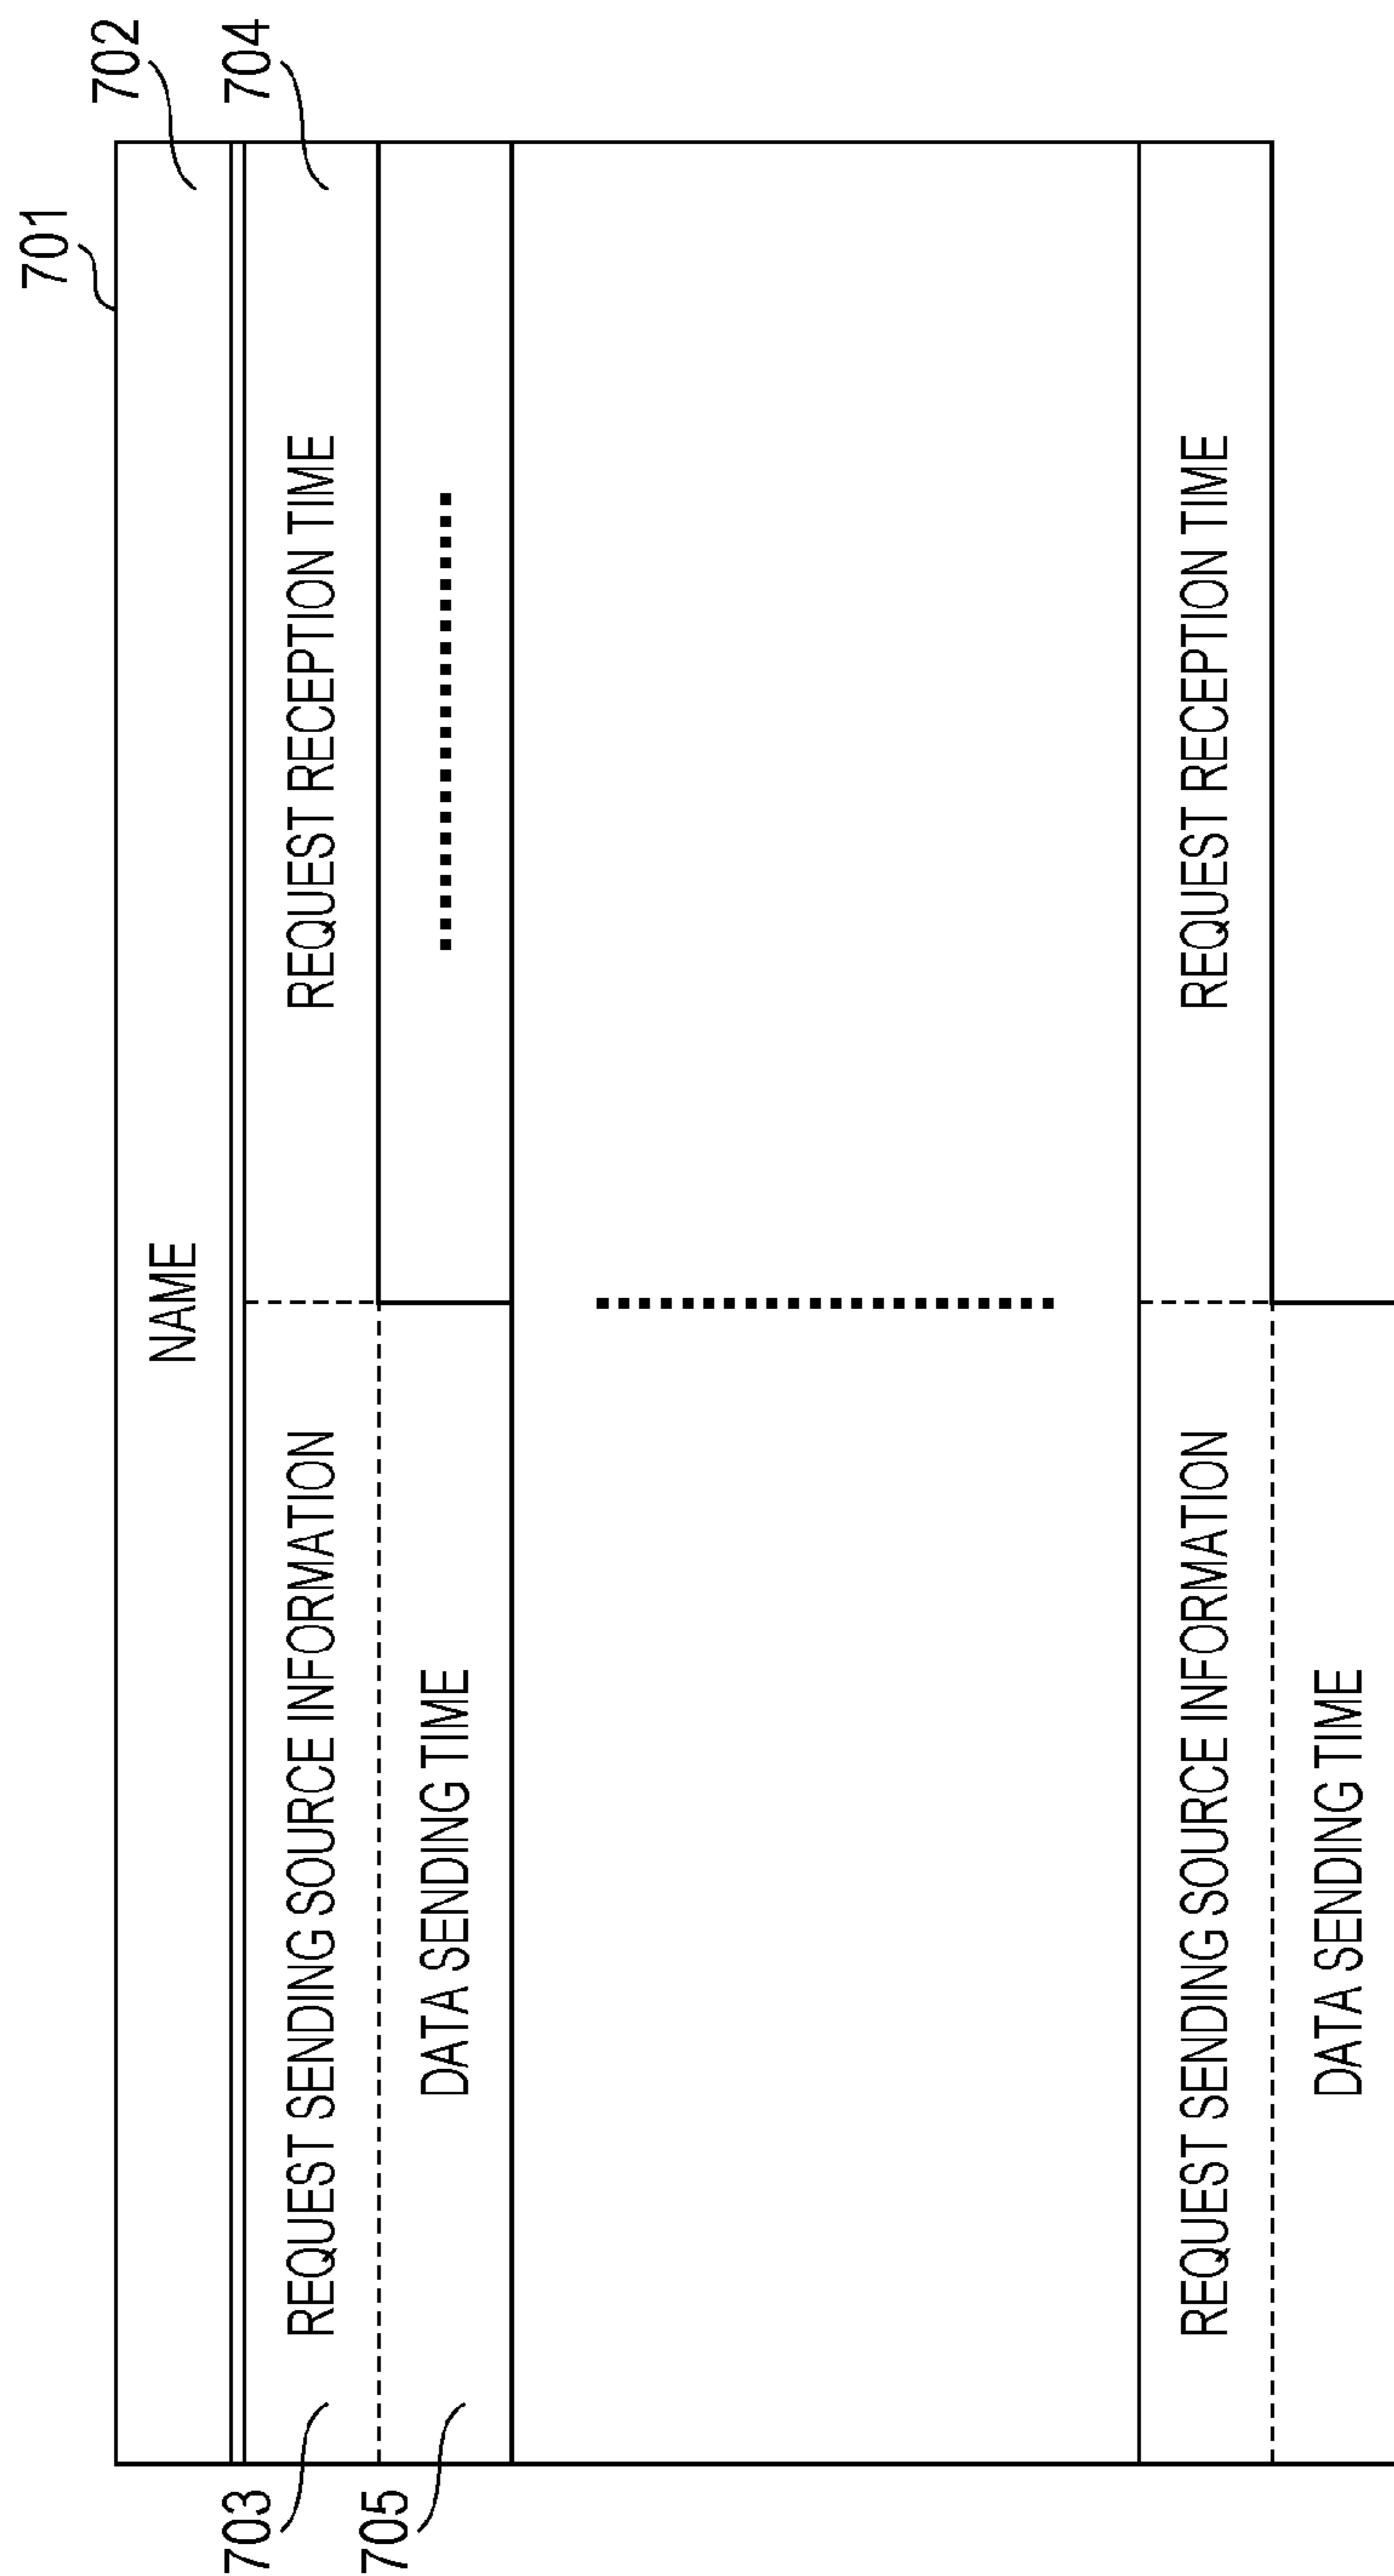 701
702
NAME
703
REQUEST SENDING SOURCE INFORMATION
REQUEST RECEPTION TIME
704
705
DATA SENDING TIME
REQUEST SENDING SOURCE INFORMATION
REQUEST RECEPTION TIME
DATA SENDING TIME